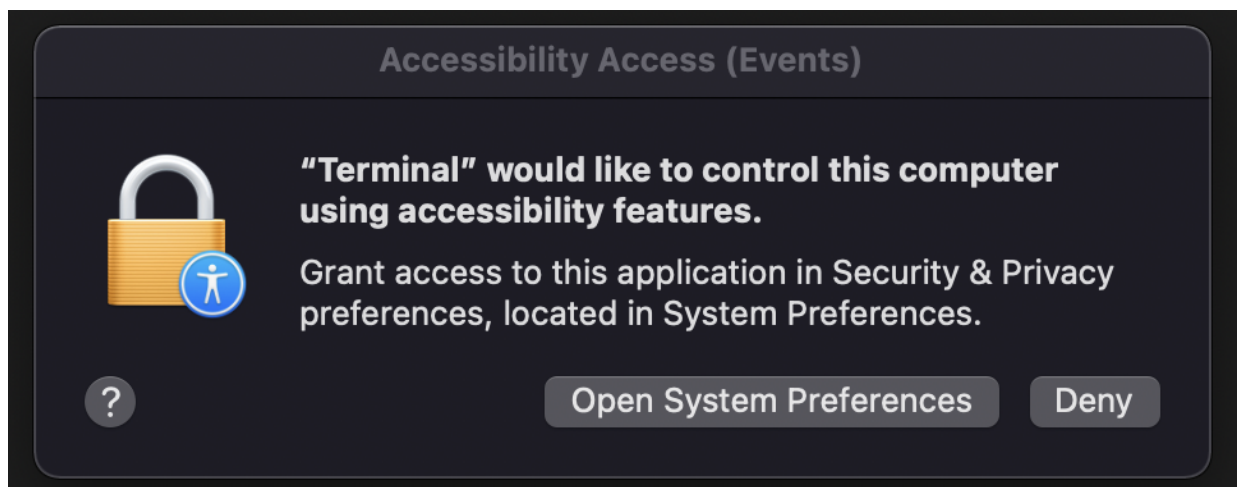 Accessibility Access (Events)
“Terminal” would like to control this computer
using accessibility features.
Grant access to this application in Security & Privacy
preferences, located in System Preferences.
?
Open System Preferences
Deny